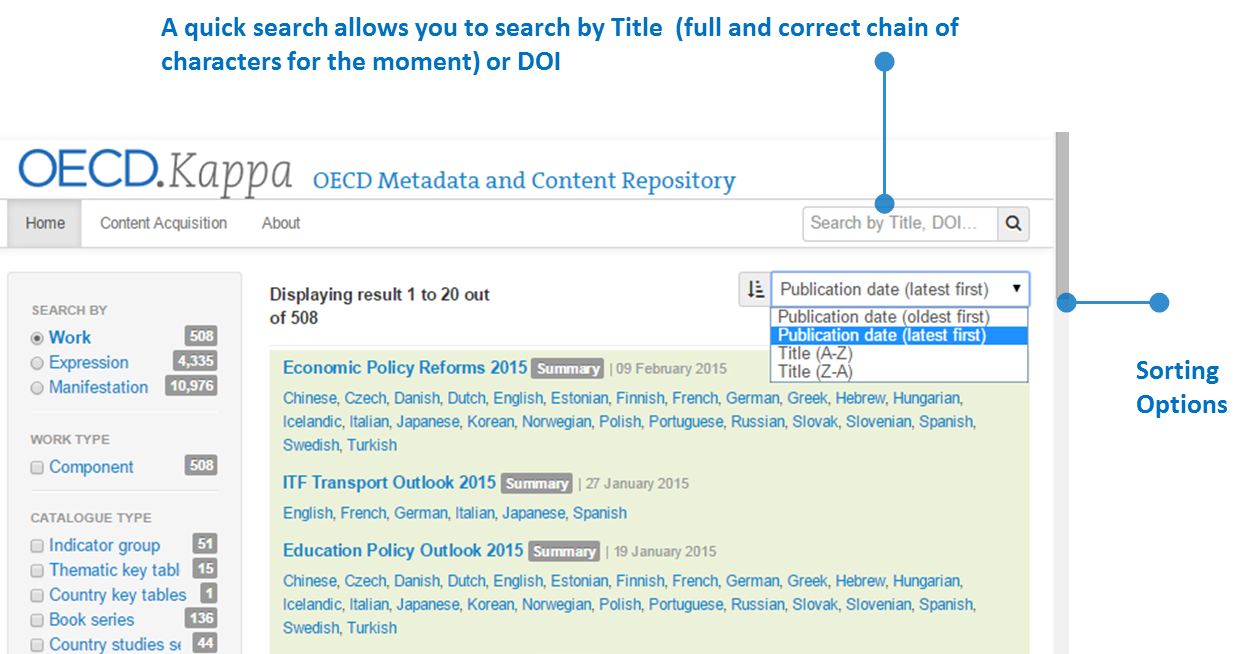 A quick search allows you to search by Title (full and correct chain of
characters for the moment) or DOI
OECD.Kappa OECD Metadata and Content Repository
Home Content Acquisition About Search by Title, DOI...
SEARCH BY
Work 508
Expression 4,335
Manifestation 10,976
WORK TYPE
Component 508
CATALOGUE TYPE
Indicator group 51
Thematic key tabl 15
Country key tables 1
Book series 136
Country studies se 44
Displaying result 1 to 20 out
of 508
Publication date (latest first)
Publication date (oldest first)
Publication date (latest first)
Title (A-Z)
Title (Z-A)
Economic Policy Reforms 2015 Summary | 09 February 2015
Chinese, Czech, Danish, Dutch, English, Estonian, Finnish, French, German, Greek, Hebrew, Hungarian,
Icelandic, Italian, Japanese, Korean, Norwegian, Polish, Portuguese, Russian, Slovak, Slovenian, Spanish,
Swedish, Turkish
ITF Transport Outlook 2015 Summary | 27 January 2015
English, French, German, Italian, Japanese, Spanish
Education Policy Outlook 2015 Summary | 19 January 2015
Chinese, Czech, Danish, Dutch, English, Estonian, Finnish, French, German, Greek, Hebrew, Hungarian,
Icelandic, Italian, Japanese, Korean, Norwegian, Polish, Portuguese, Russian, Slovak, Slovenian, Spanish,
Swedish, Turkish
Sorting
Options